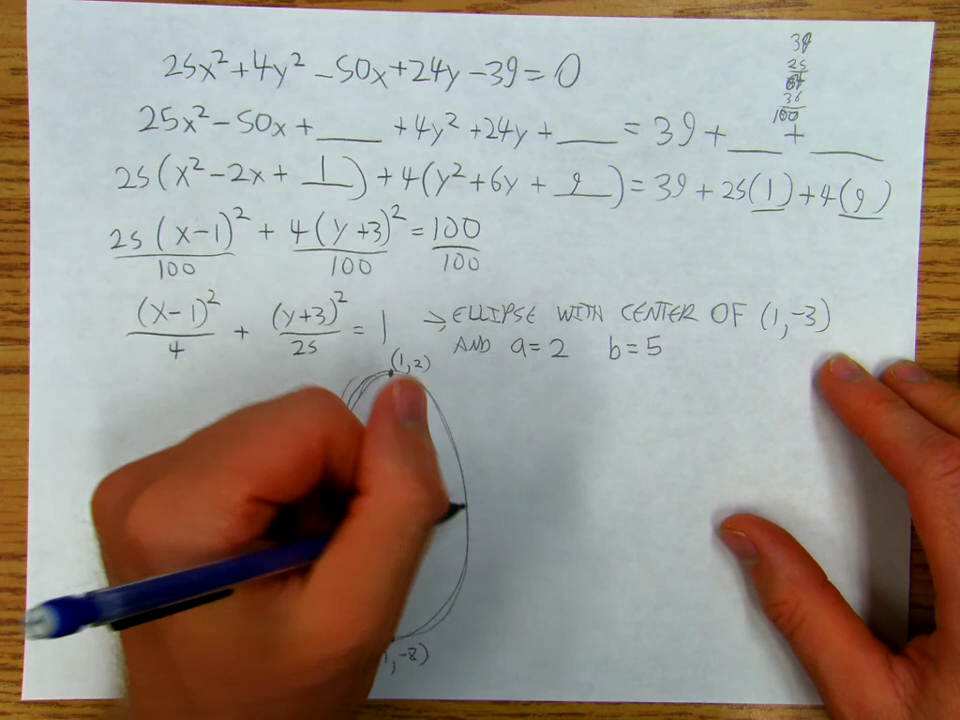 25x² + 4y² - 50x + 24y - 39 = 0
38
25
36
100
25x² - 50x + ___ + 4y² + 24y + ___ = 39 + ___ + ___
25(x² - 2x + 1) + 4(y² + 6y + 9) = 39 + 25(1) + 4(9)
25(x-1)²/100 + 4(y+3)²/100 = 100/100
(x-1)²/4 + (y+3)²/25 = 1 → ELLIPSE WITH CENTER OF (1,-3)
AND a=2 b=5
(1,2)
,-8)